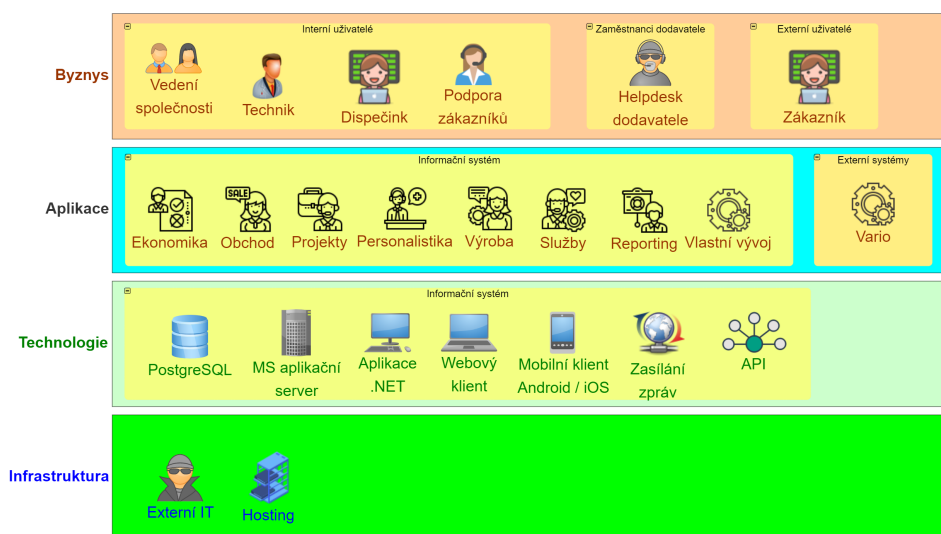 Byznys
Interní uživatelé
Vedení
společnosti
Technik
Dispečink
Podpora
zákazníků
Zaměstnanci dodavatele
Helpdesk
dodavatele
Externí uživatelé
Zákazník
Aplikace
Informační systém
Ekonomika
Obchod
SALE
Projekty
Personalistika
Výroba
Služby
Reporting
Vlastní vývoj
Externí systémy
Vario
Technologie
Informační systém
PostgreSQL
MS aplikační
server
Aplikace
.NET
Webový
klient
Mobilní klient
Android / iOS
Zasílání
zpráv
API
Infrastruktura
Externí IT
Hosting